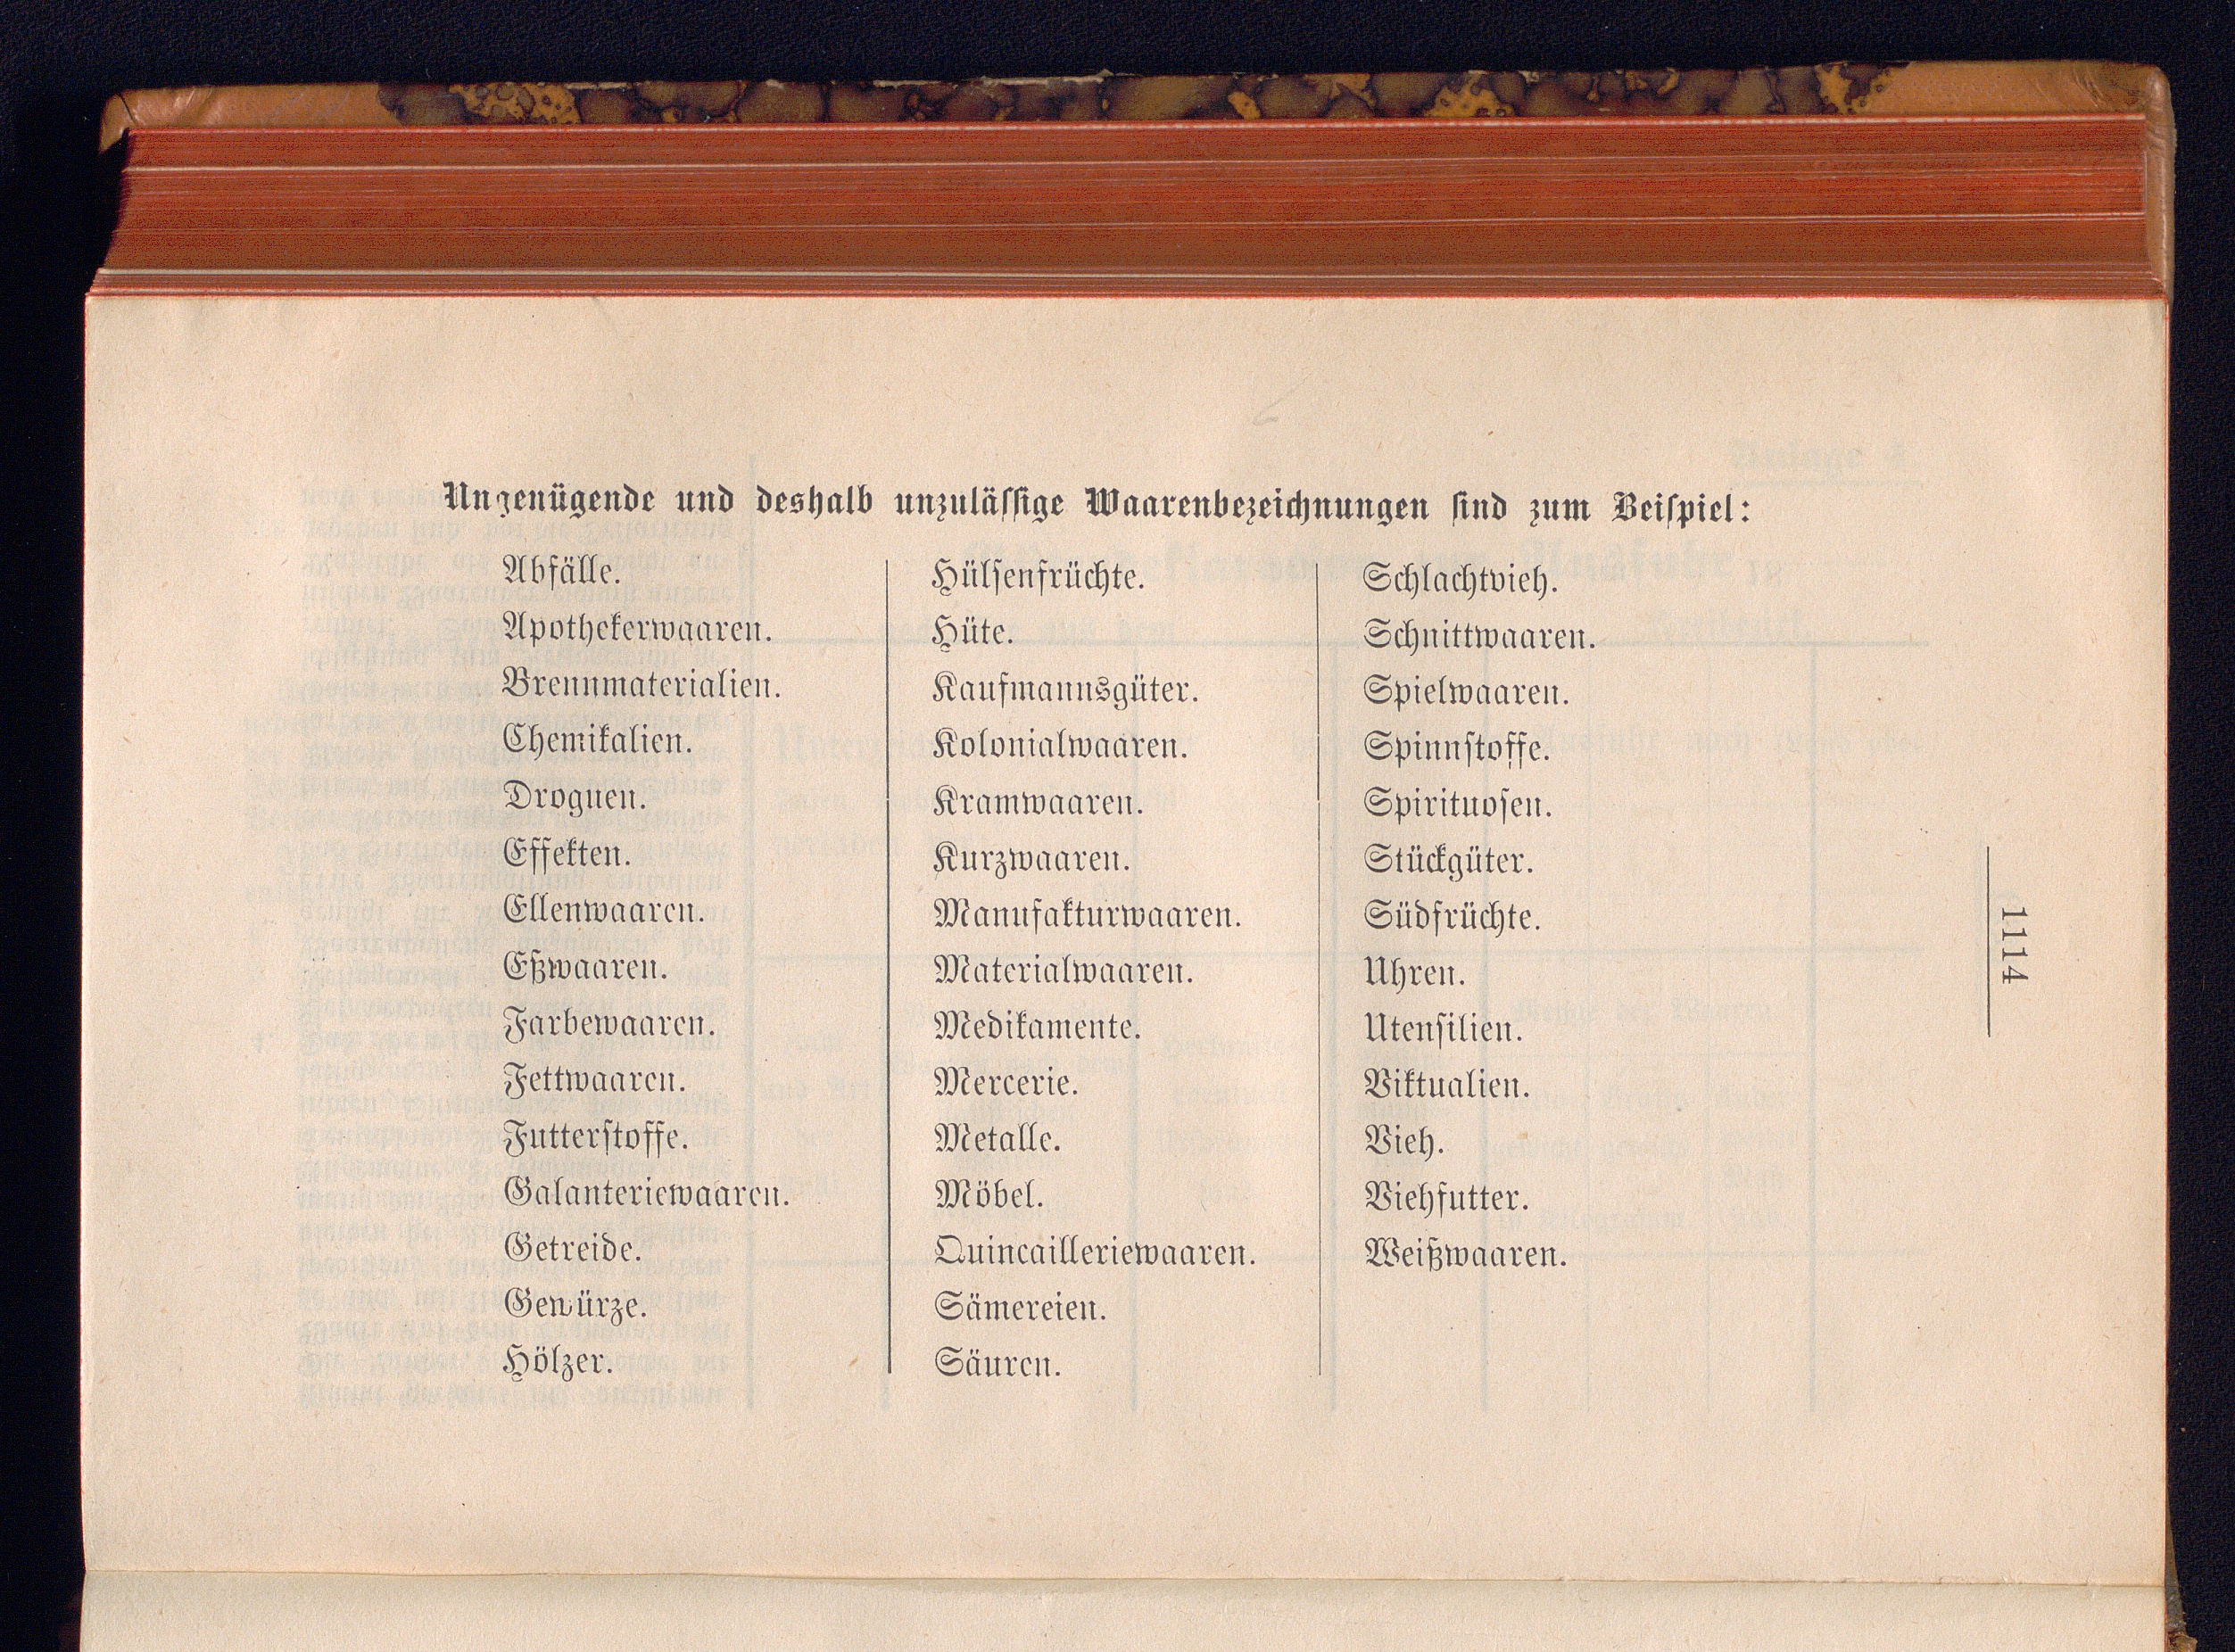 Ungenügende und deshalb unzulässige Waarenbezeichnungen sind zum Beispiel:
Abfälle.
Apothekerwaaren.
Brennmaterialien.
Chemikalien.
Droguen.
Effekten.
Ellenwaaren.
Eßwaaren.
Farbewaaren.
Fettwaaren.
Futterstoffe.
Galanteriewaaren.
Getreide.
Gewürze.
Hölzer.
Hülsenfrüchte.
Hüte.
Kaufmannsgüter.
Kolonialwaaren.
Kramwaaren.
Kurzwaaren.
Manufakturwaaren.
Materialwaaren.
Medikamente.
Mercerie.
Metalle.
Möbel.
Quincailleriewaaren.
Sämereien.
Säuren.
Schlachtvieh.
Schnittwaaren.
Spielwaaren.
Spinnstoffe.
Spirituosen.
Stückgüter.
Südfrüchte.
Uhren.
Utensilien.
Viktualien.
Vieh.
Viehfutter.
Weißwaaren.
1114